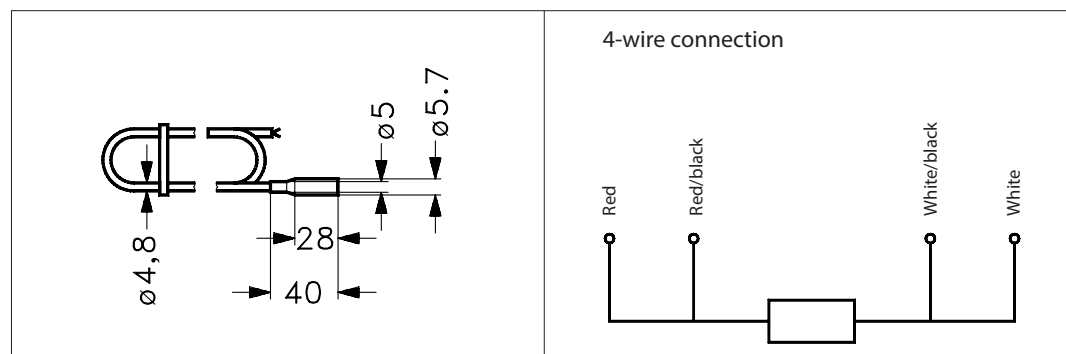 4-wire connection
ø5
ø5.7
ø4,8
28
40
Red
Red/black
White/black
White